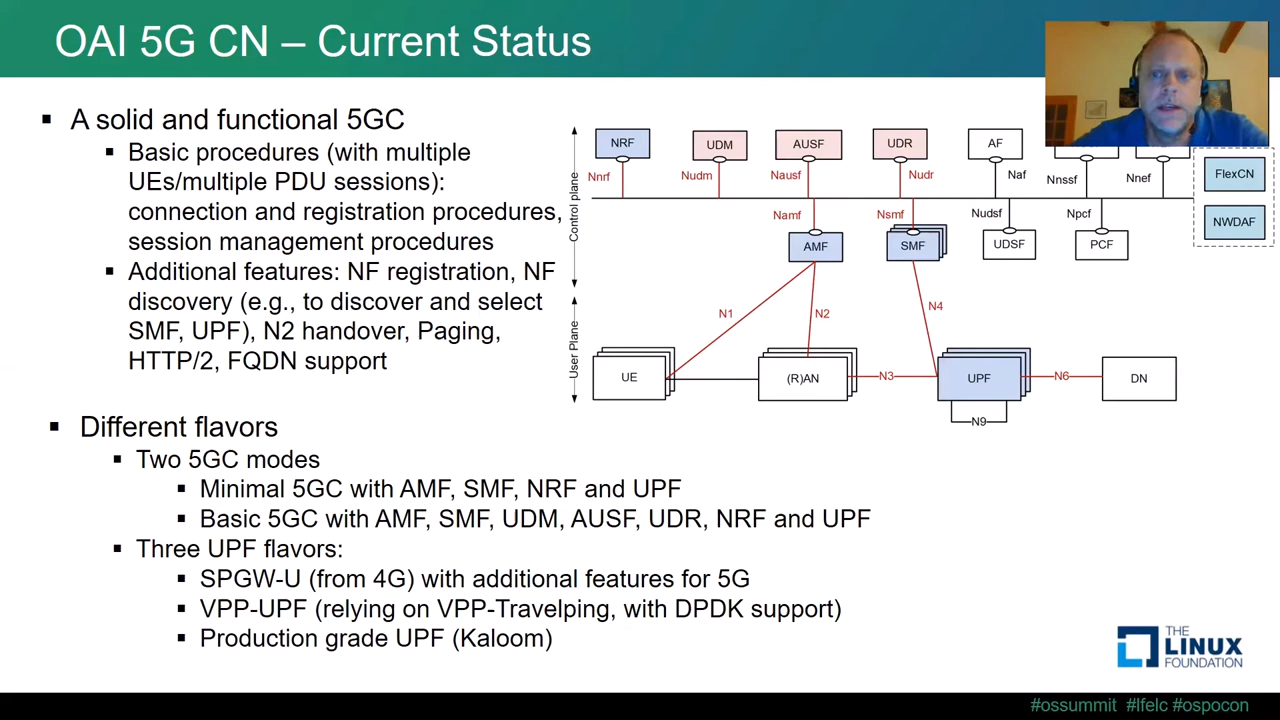 OAI 5G CN – Current Status
▪ A solid and functional 5GC
▪ Basic procedures (with multiple
UEs/multiple PDU sessions):
connection and registration procedures,
session management procedures
▪ Additional features: NF registration, NF
discovery (e.g., to discover and select
SMF, UPF), N2 handover, Paging,
HTTP/2, FQDN support
Control plane
User Plane
NRF UDM AUSF UDR AF
Nnrf Nudm Nausf Nudr Naf Nnssf Nnef
FlexCN
NWDAF
Namf Nsmf Nudsf Npcf
AMF SMF UDSF PCF
N1 N2 N4
UE (R)AN N3 UPF N6 DN
N9
▪ Different flavors
▪ Two 5GC modes
▪ Minimal 5GC with AMF, SMF, NRF and UPF
▪ Basic 5GC with AMF, SMF, UDM, AUSF, UDR, NRF and UPF
▪ Three UPF flavors:
▪ SPGW-U (from 4G) with additional features for 5G
▪ VPP-UPF (relying on VPP-Travelping, with DPDK support)
▪ Production grade UPF (Kaloom)
THE
LINUX
FOUNDATION
#ossummit #lfelc #ospocon